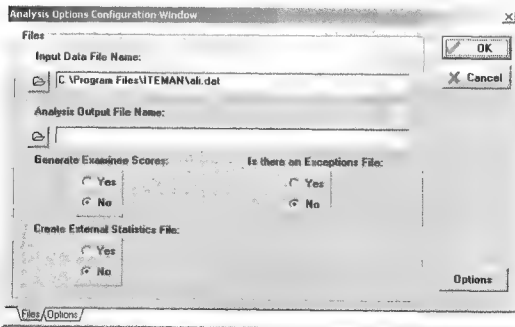 Analysis Options Configuration Window
Files
Input Data File Name:
OK
C \Program Files\ITEMAN\ali.dat
Cancel
Analysis Output File Name:
Generate Examinee Scores:
Is there an Exceptions File:
Yes
Yes
No
No
Create External Statistics File:
Yes
No
Options
Files/Options/